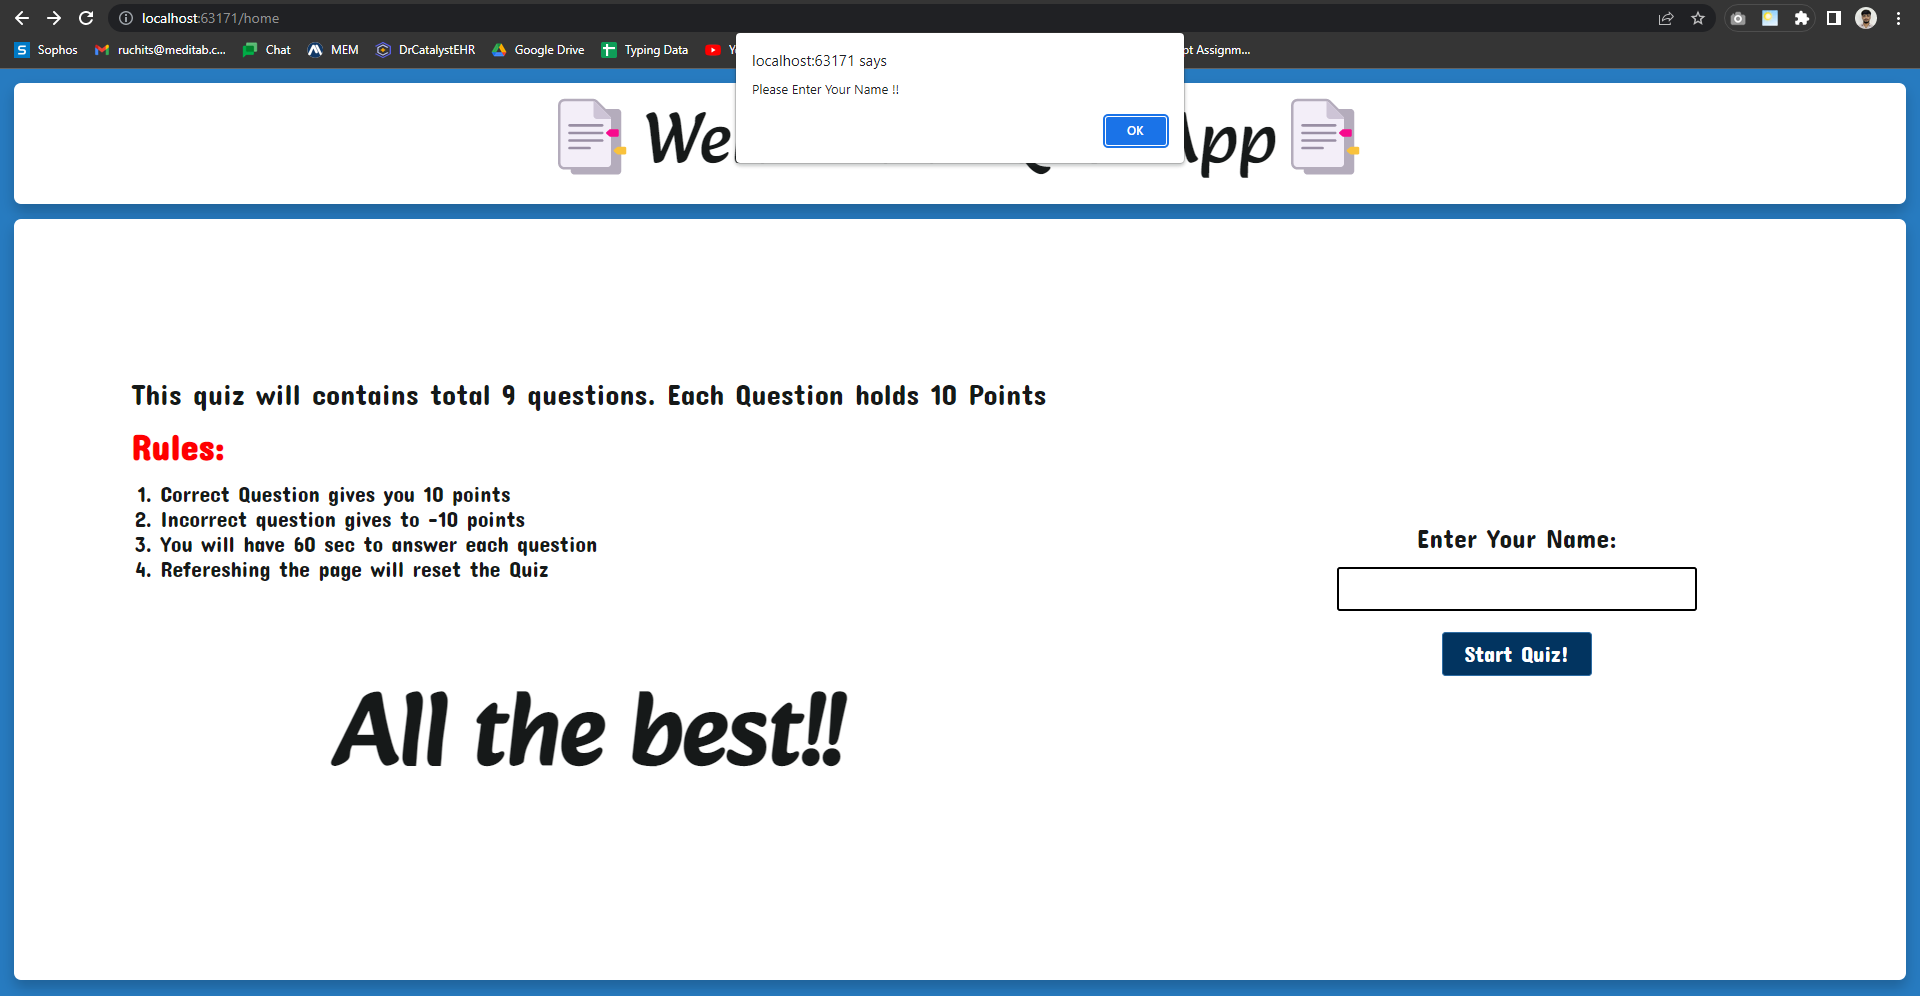 localhost:63171/home
Sophos ruchits@meditab.c... Chat MEM DrCatalystEHR Google Drive Typing Data Assignm...
localhost:63171 says
Please Enter Your Name !!
OK
This quiz will contains total 9 questions. Each Question holds 10 Points
Rules:
1. Correct Question gives you 10 points
2. Incorrect question gives to -10 points
3. You will have 60 sec to answer each question
4. Refereshing the page will reset the Quiz
Enter Your Name:
Start Quiz!
All the best!!